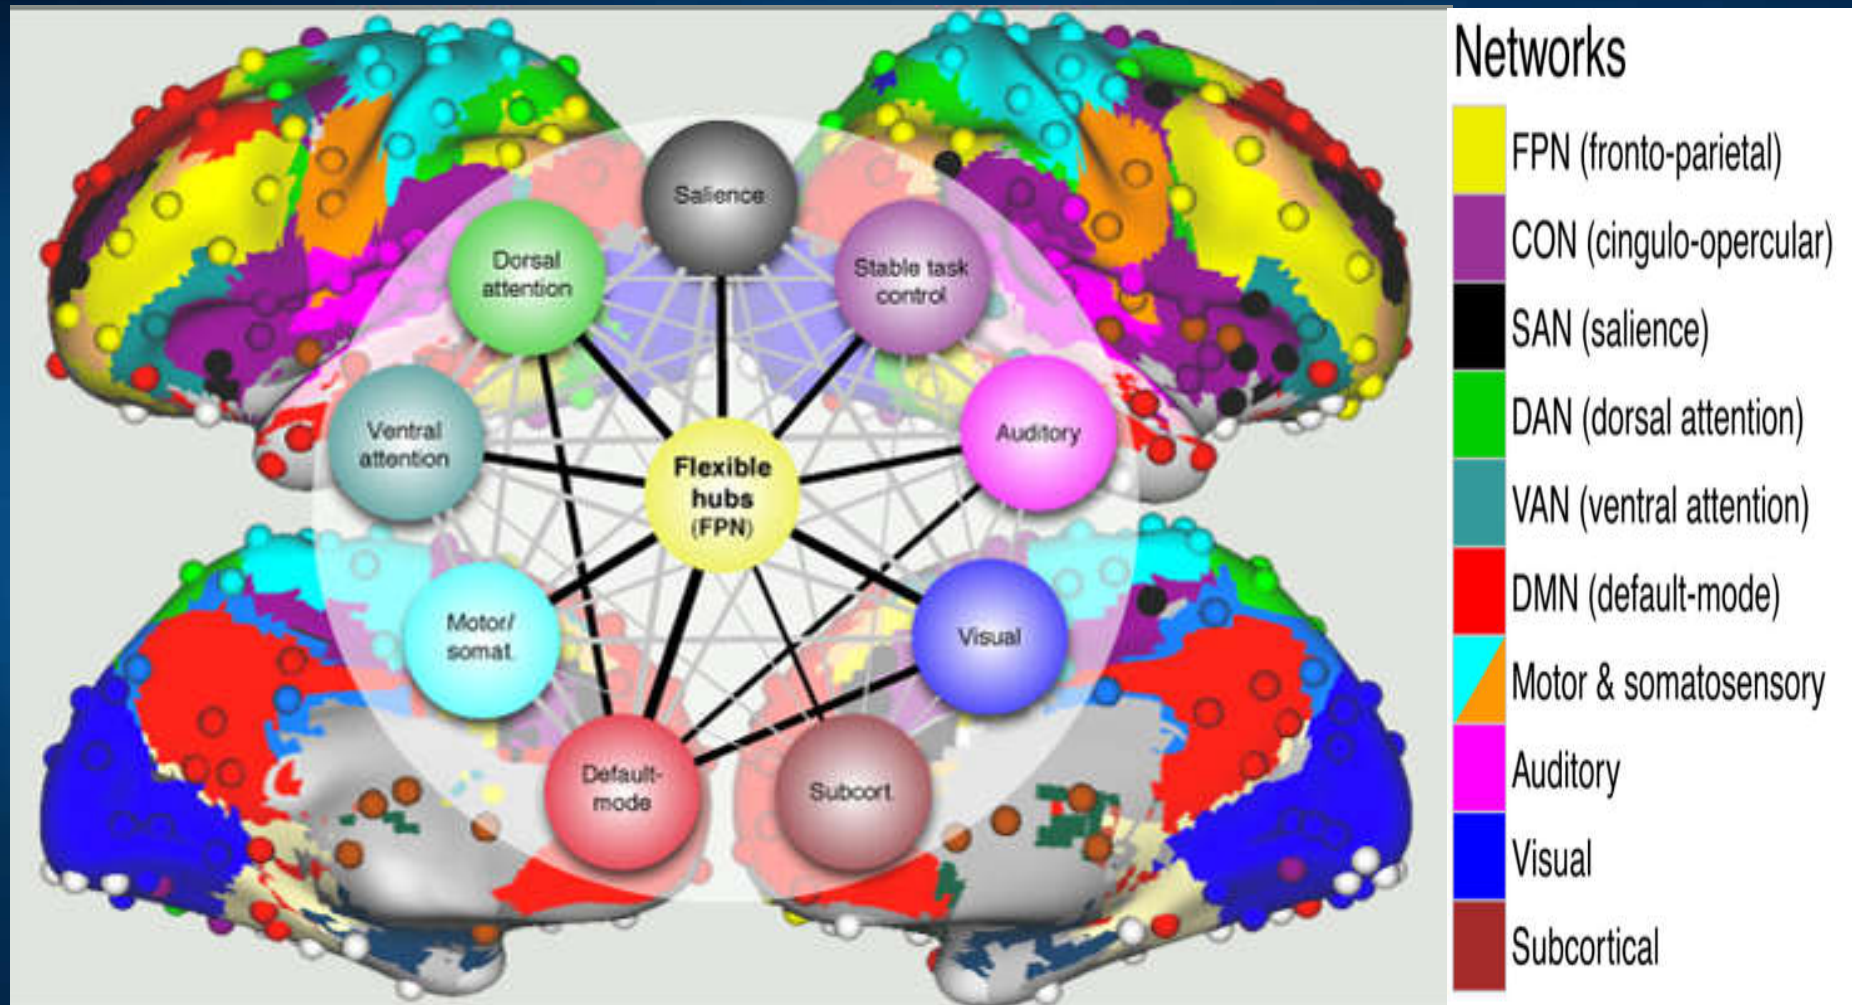 Networks
FPN (fronto-parietal)
CON (cingulo-opercular)
SAN (salience)
DAN (dorsal attention)
VAN (ventral attention)
DMN (default-mode)
Motor & somatosensory
Auditory
Visual
Subcortical
Salience
Dorsal
attention
Stable task
control
Ventral
attention
Auditory
Flexible
hubs
(FPN)
Motor/
somat.
Visual
Default-
mode
Subcort.